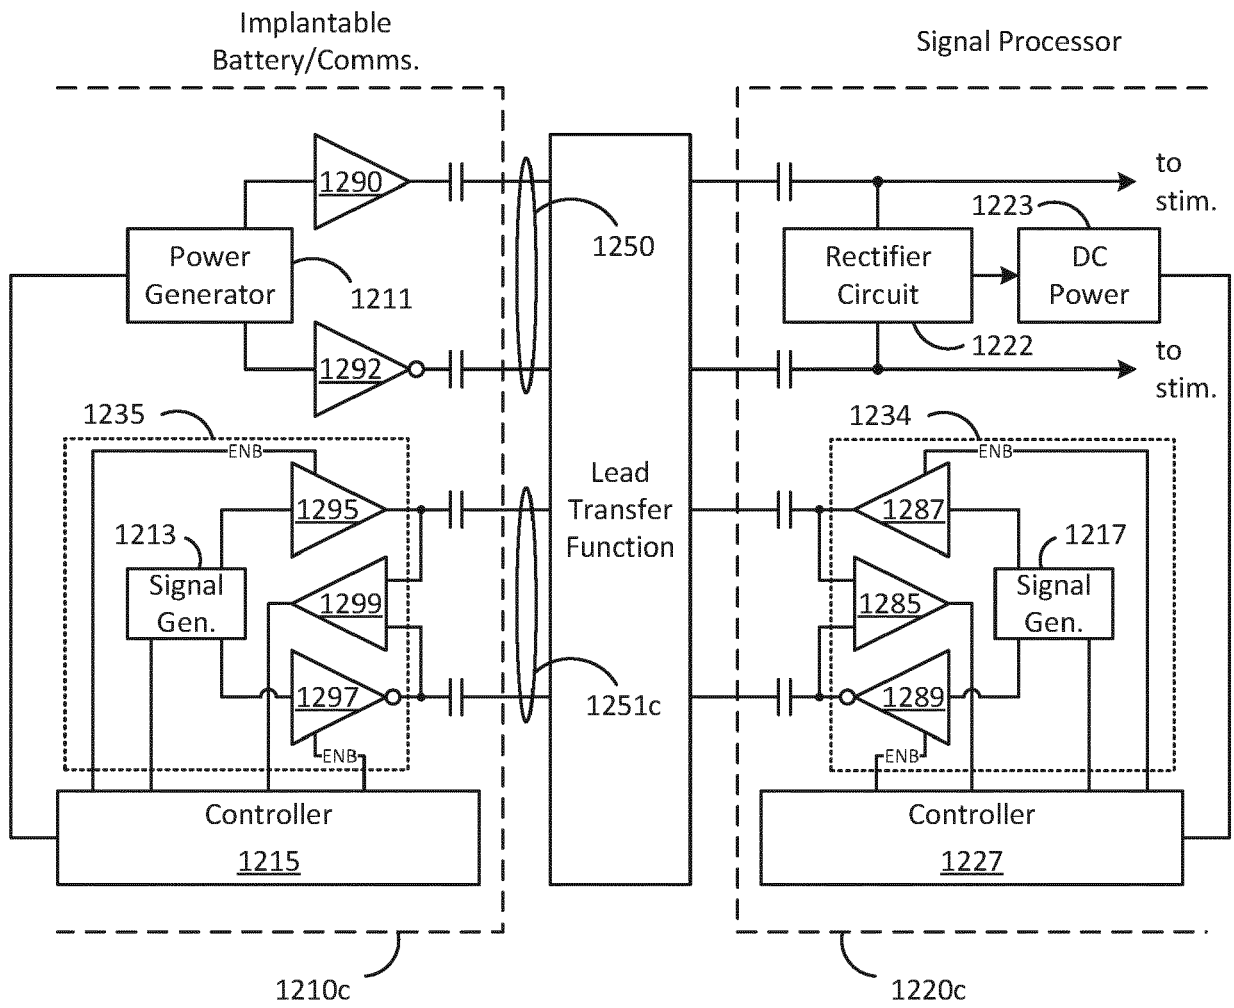 Implantable
Battery/Comms.
Signal Processor
1290
to
stim.
1223
1250
Power
Generator
1211
Rectifier
Circuit
DC
Power
1222
1292
to
stim.
1235
1234
ENB
ENB
Lead
Transfer
Function
1295
1287
1213
1217
Signal
Gen.
1299
1285
Signal
Gen.
1297
1251c
1289
ENB
ENB
Controller
1215
Controller
1227
1210c
1220c